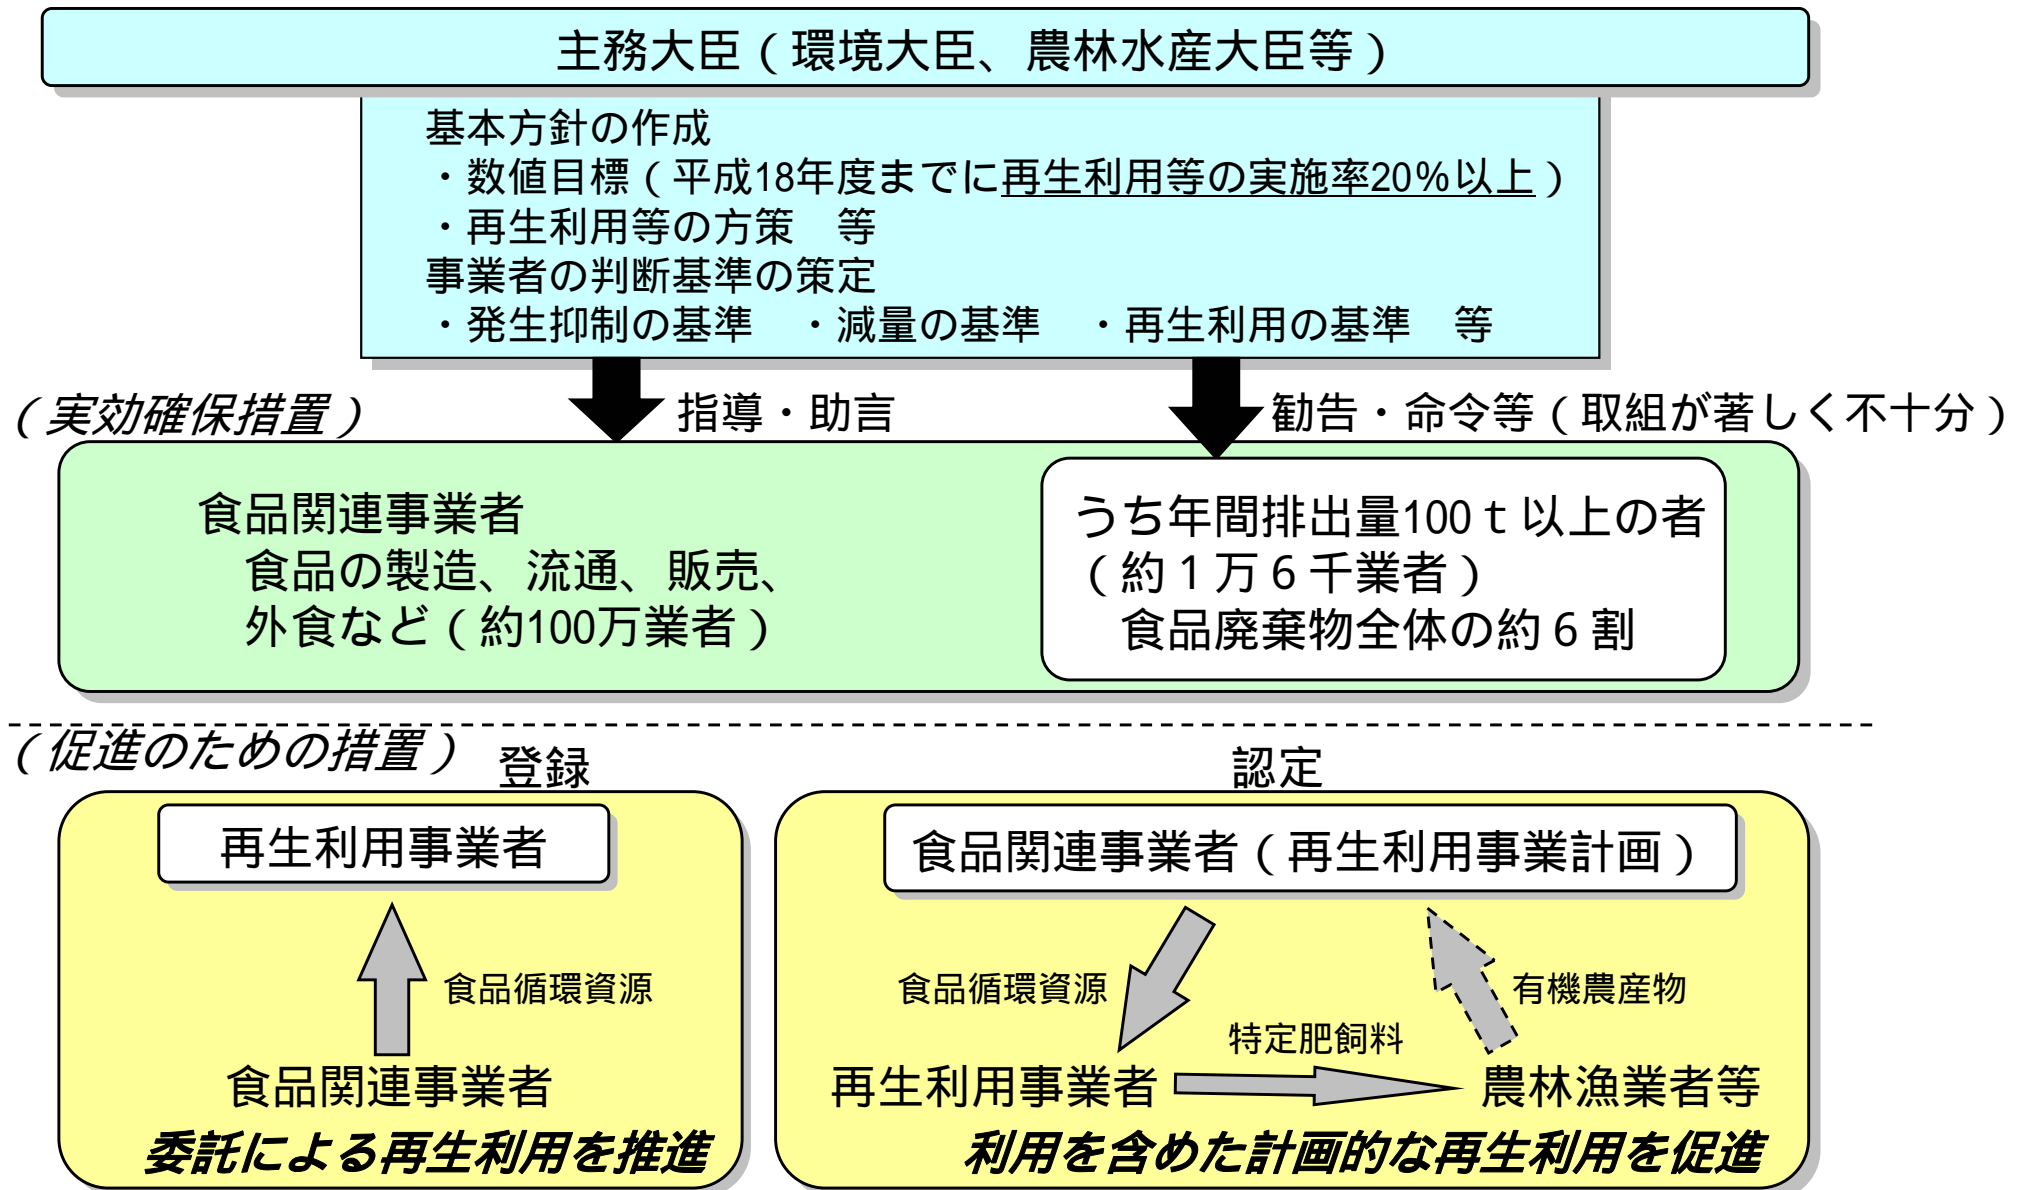 主務大臣（環境大臣、農林水産大臣等）
基本方針の作成
・数値目標（平成18年度までに再生利用等の実施率20％以上）
・再生利用等の方策　等
事業者の判断基準の策定
・発生抑制の基準　・減量の基準　・再生利用の基準　等
（実効確保措置）
指導・助言
勧告・命令等（取組が著しく不十分）
食品関連事業者
食品の製造、流通、販売、
外食など（約100万業者）
うち年間排出量100ｔ以上の者
（約１万６千業者）
食品廃棄物全体の約６割
（促進のための措置）
登録
認定
再生利用事業者
食品循環資源
食品関連事業者
委託による再生利用を推進
食品関連事業者（再生利用事業計画）
食品循環資源
有機農産物
特定肥飼料
再生利用事業者
農林漁業者等
利用を含めた計画的な再生利用を促進